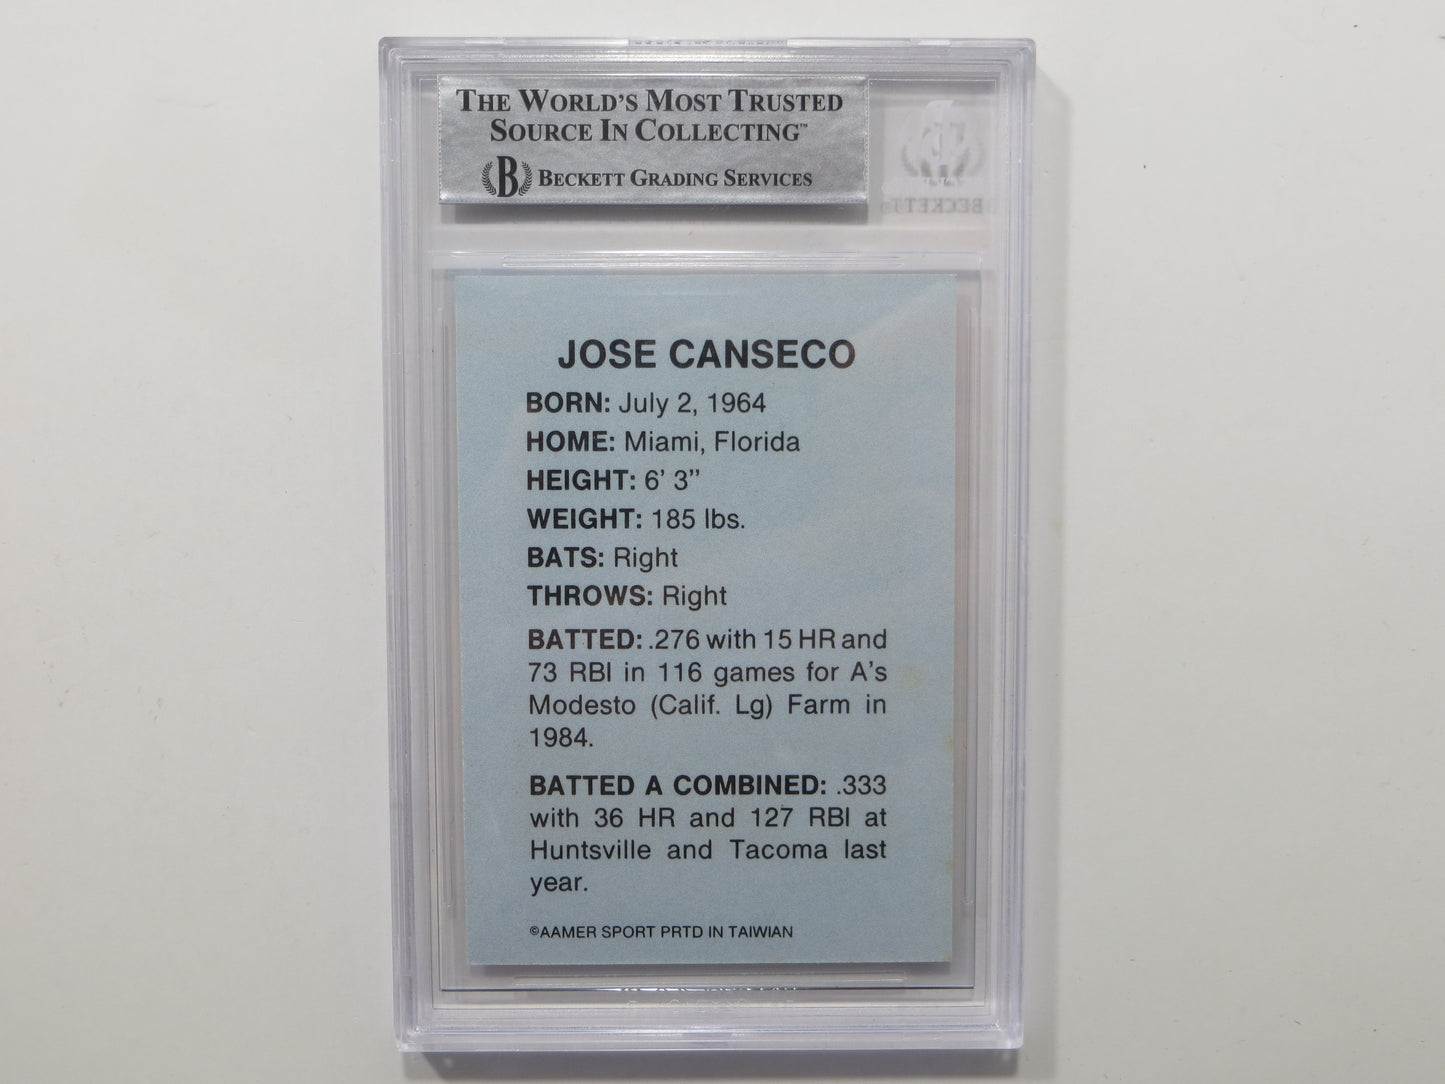 THE WORLD'S MOST TRUSTED
SOURCE IN COLLECTING™
B BECKETT GRADING SERVICES
BECKETT
JOSE CANSECO
BORN: July 2, 1964
HOME: Miami, Florida
HEIGHT: 6' 3"
WEIGHT: 185 lbs.
BATS: Right
THROWS: Right
BATTED: .276 with 15 HR and
73 RBI in 116 games for A's
Modesto (Calif. Lg) Farm in
1984.
BATTED A COMBINED: .333
with 36 HR and 127 RBI at
Huntsville and Tacoma last
year.
©AAMER SPORT PRTD IN TAIWIAN